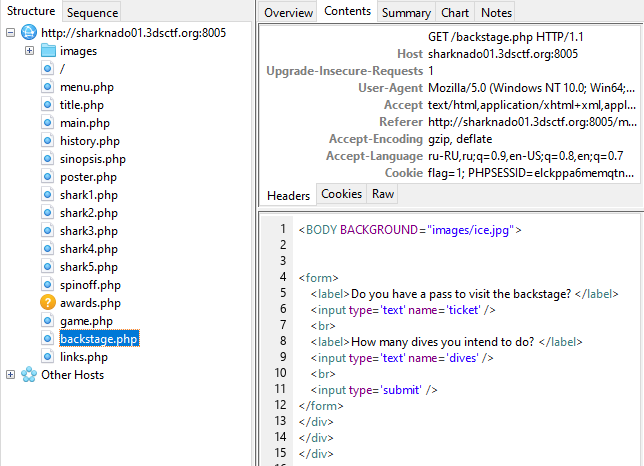 Structure Sequence
http://sharknado01.3dsctf.org:8005
images
/
menu.php
title.php
main.php
history.php
sinopsis.php
poster.php
shark1.php
shark2.php
shark3.php
shark4.php
shark5.php
spinoff.php
awards.php
game.php
backstage.php
links.php
Other Hosts
Overview Contents Summary Chart Notes
GET /backstage.php HTTP/1.1
Host sharknado01.3dsctf.org:8005
Upgrade-Insecure-Requests 1
User-Agent Mozilla/5.0 (Windows NT 10.0; Win64;...
Accept text/html,application/xhtml+xml,appl...
Referer http://sharknado01.3dsctf.org:8005/m...
Accept-Encoding gzip, deflate
Accept-Language ru-RU,ru;q=0.9,en-US;q=0.8,en;q=0.7
Cookie flag=1; PHPSESSID=elckppa6memqtn...
Headers Cookies Raw
1 <BODY BACKGROUND="images/ice.jpg">
2
3
4 <form>
5 <label>Do you have a pass to visit the backstage? </label>
6 <input type='text' name='ticket' />
7 <br>
8 <label>How many dives you intend to do? </label>
9 <input type='text' name='dives' />
10 <br>
11 <input type='submit' />
12 </form>
13 </div>
14 </div>
15 </div>